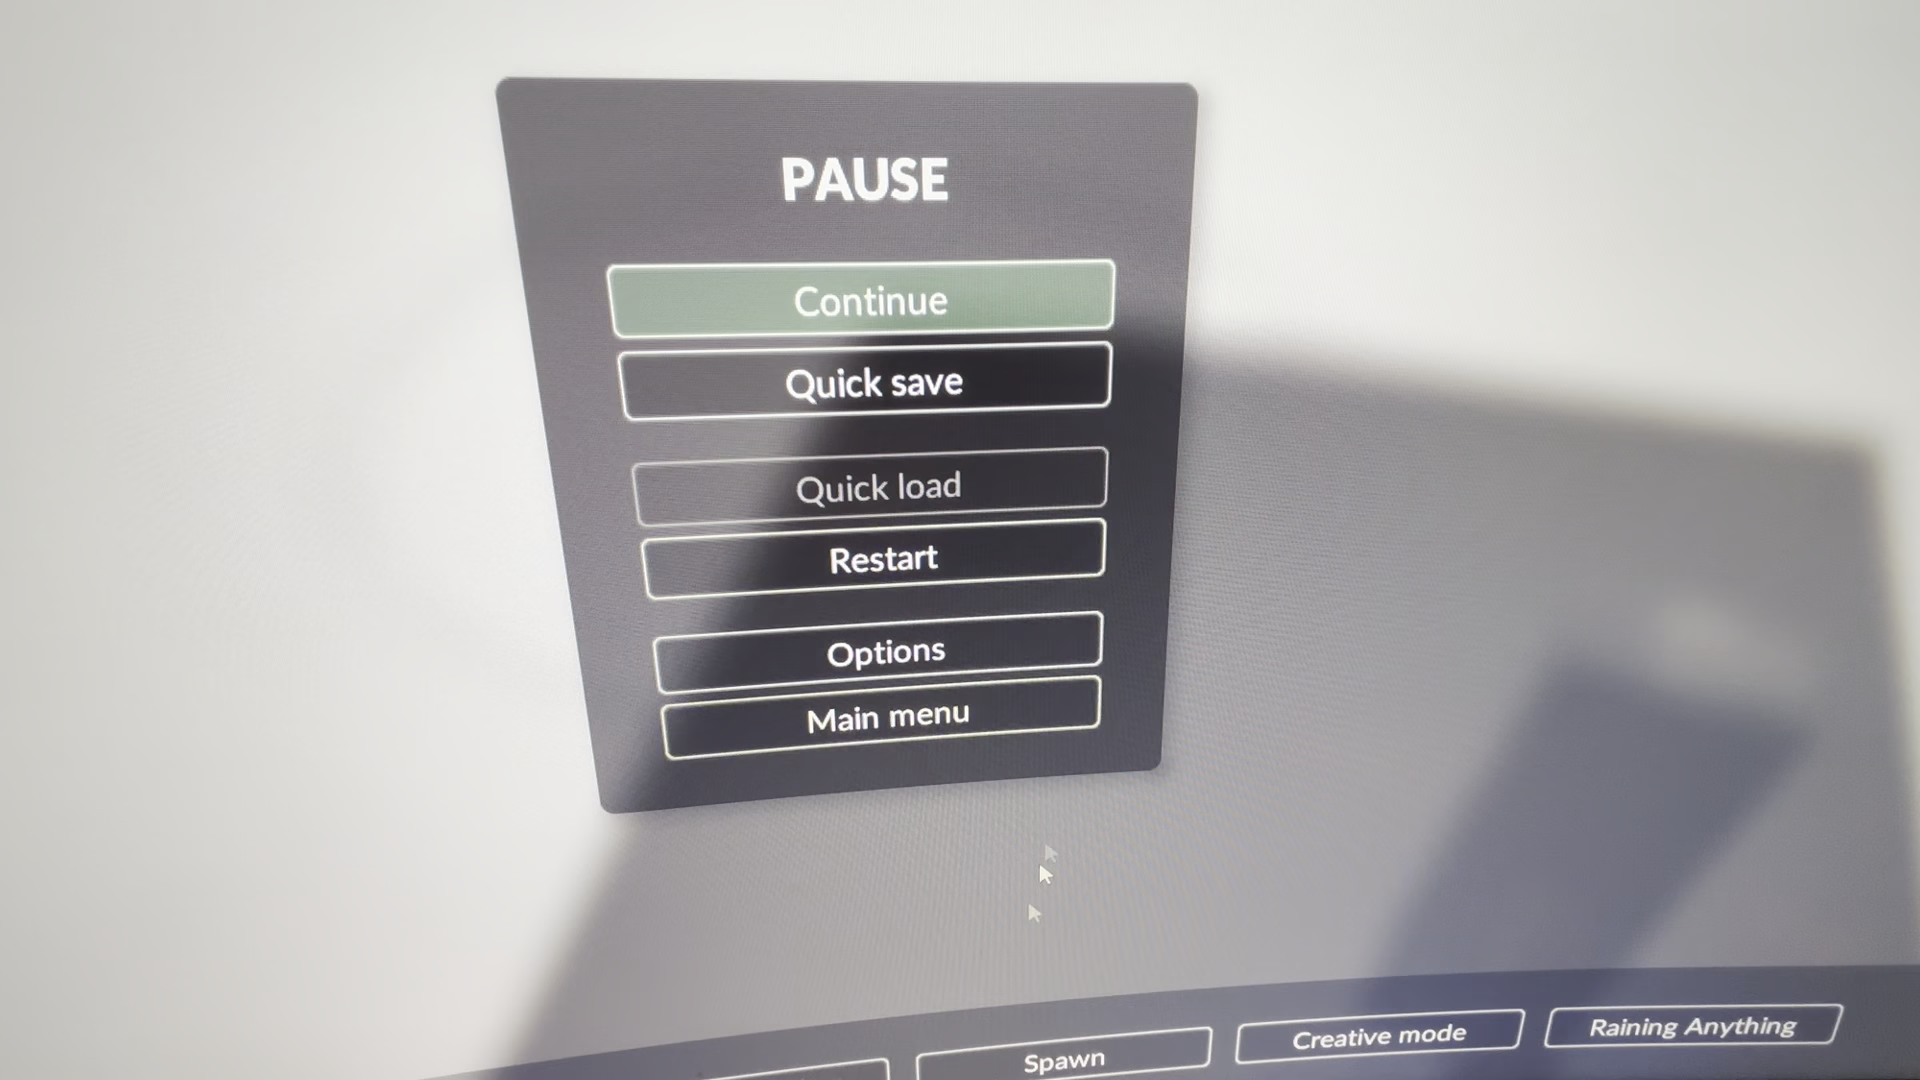 PAUSE
Continue
Quick save
Quick load
Restart
Options
Main menu
Spawn
Creative mode
Raining Anything